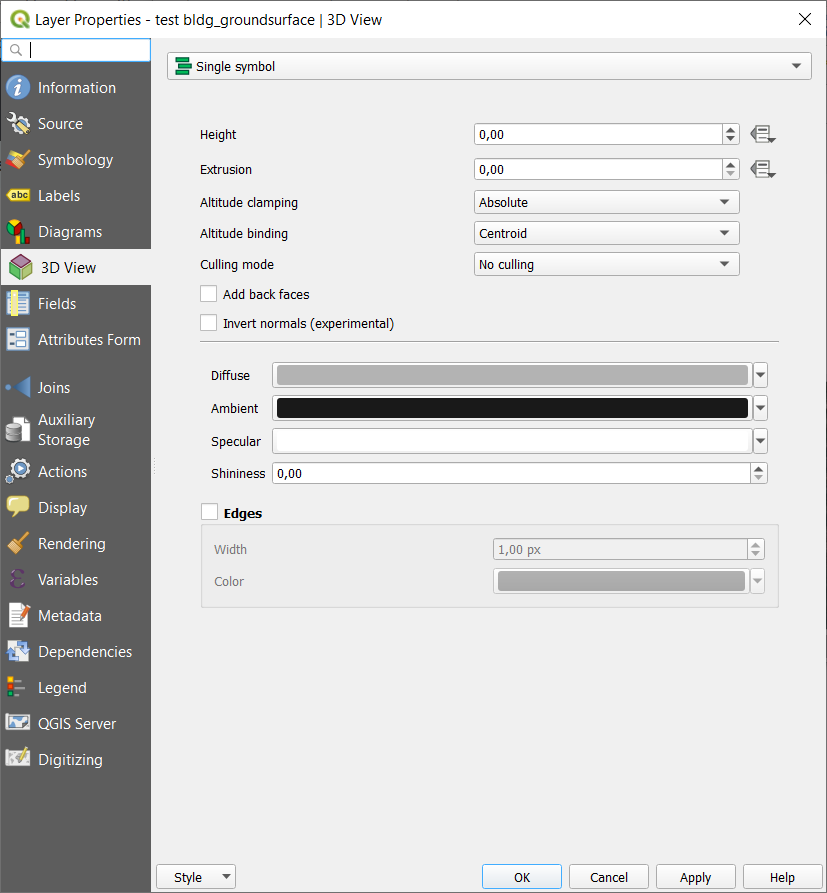 Layer Properties - test bldg_groundsurface | 3D View
Information
Source
Symbology
abc Labels
Diagrams
3D View
Fields
Attributes Form
Joins
Auxiliary
Storage
Actions
Display
Rendering
Variables
Metadata
Dependencies
Legend
QGIS Server
Digitizing
Single symbol
Height 0,00
Extrusion 0,00
Altitude clamping Absolute
Altitude binding Centroid
Culling mode No culling
Add back faces
Invert normals (experimental)
Diffuse
Ambient
Specular
Shininess 0,00
Edges
Width 1,00 px
Color
Style OK Cancel Apply Help